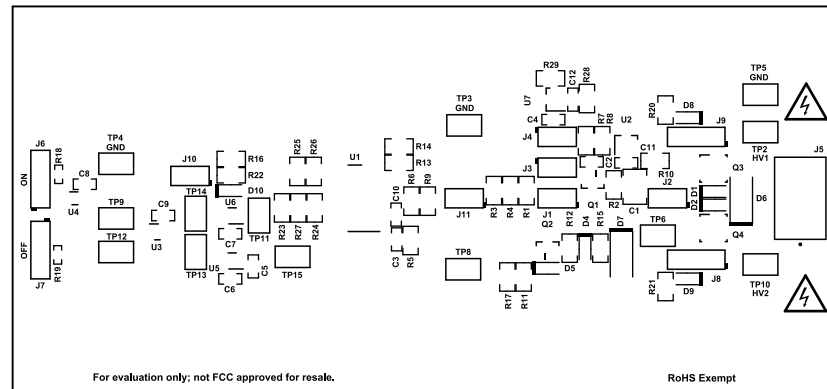 R29
C12
R28
TP5
GND
U7
TP3
GND
R20
D8
C4
R7
R8
U2
J6
R18
TP4
GND
R25
R26
U1
J4
J9
J5
R16
R14
TP2
HV1
J10
R22
R13
C11
ON
C8
J3
C2
R10
Q3
TP14
D10
R6
R9
J2
TP9
U4
U6
C10
R2
D1
D2
D6
C9
J11
R3
R4
R1
J1
Q1
C1
TP11
R23
R27
R24
Q2
R12
D4
R15
D7
TP6
Q4
OFF
TP12
U3
C7
TP13
U5
C5
TP15
C3
R5
TP8
D5
R19
J7
C6
R17
R11
R21
D9
J8
TP10
HV2
For evaluation only; not FCC approved for resale.
RoHS Exempt